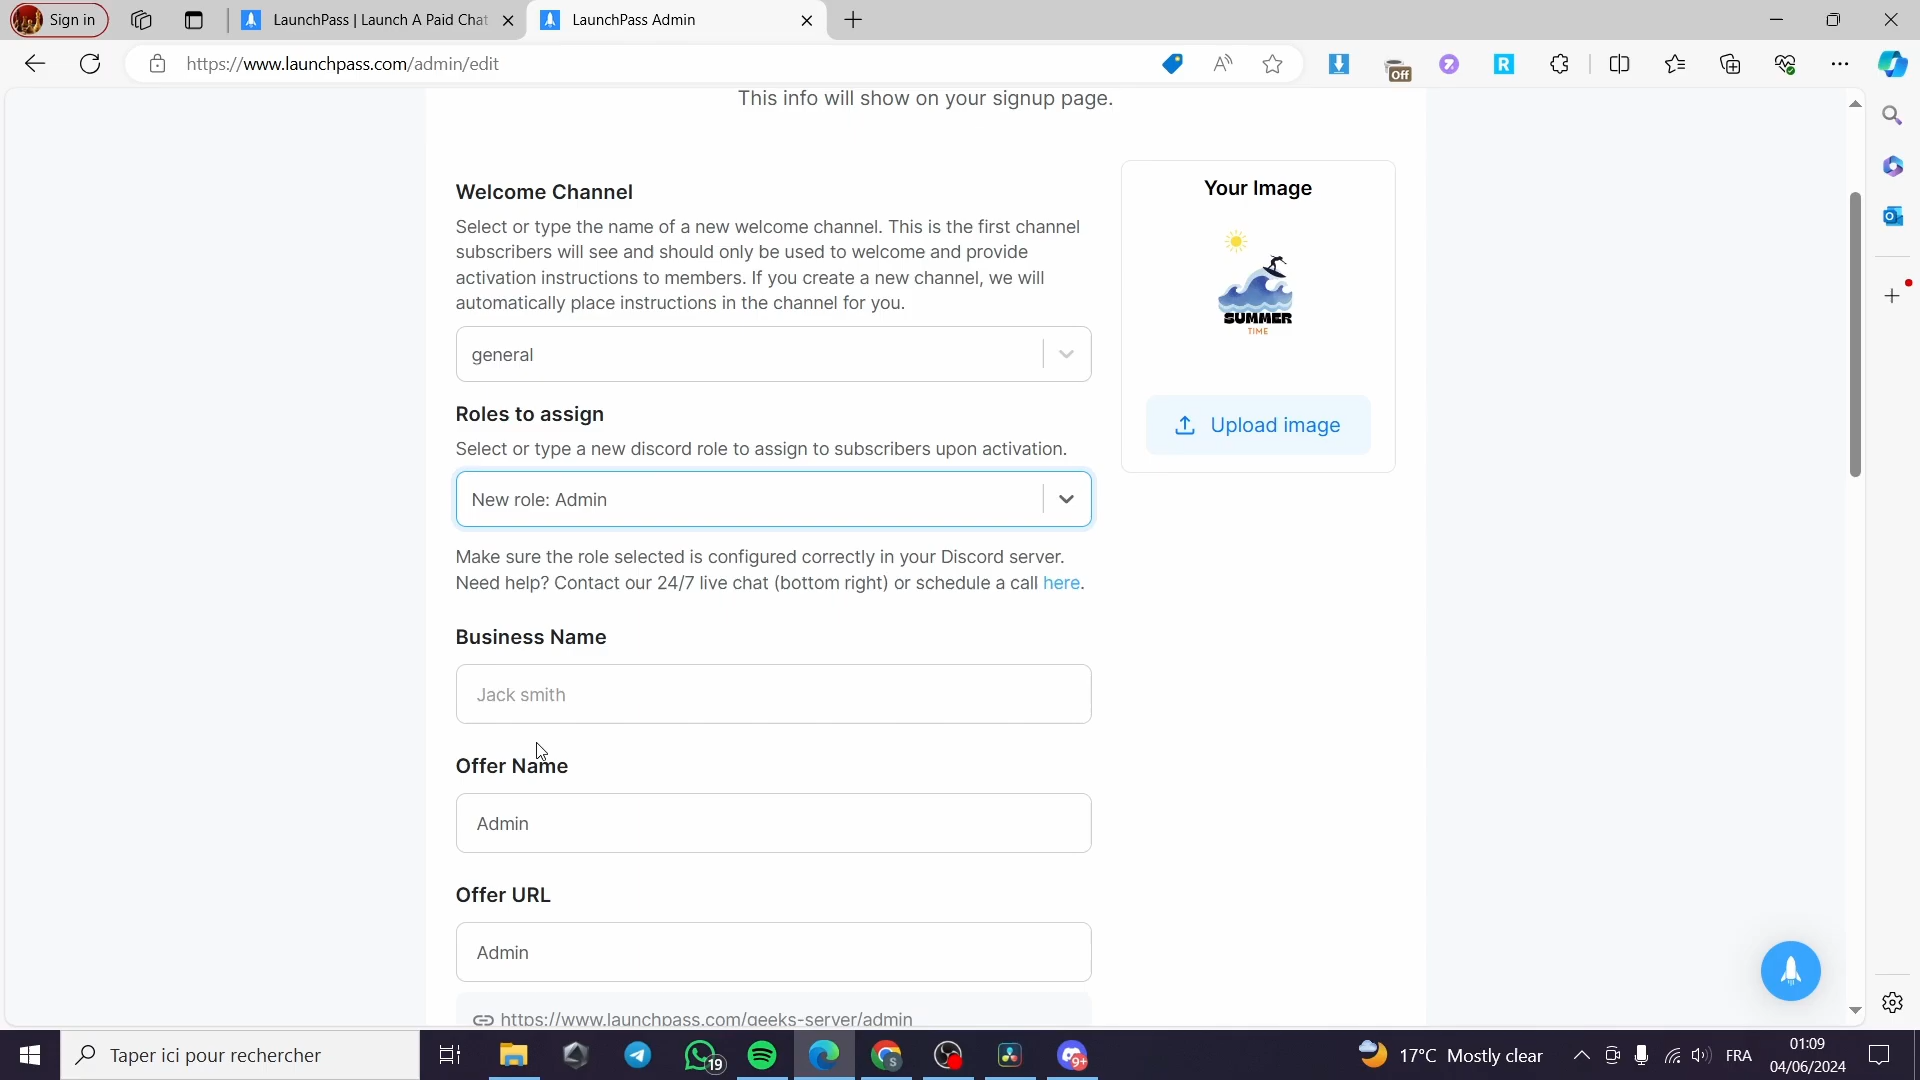 Sign in
LaunchPass | Launch A Paid Chat
LaunchPass Admin
https://www.launchpass.com/admin/edit
Off
This info will show on your signup page.
Welcome Channel
Select or type the name of a new welcome channel. This is the first channel
subscribers will see and should only be used to welcome and provide
activation instructions to members. If you create a new channel, we will
automatically place instructions in the channel for you.
general
Your Image
SUMMER
TIME
Upload image
Roles to assign
Select or type a new discord role to assign to subscribers upon activation.
New role: Admin
Make sure the role selected is configured correctly in your Discord server.
Need help? Contact our 24/7 live chat (bottom right) or schedule a call here.
Business Name
Jack smith
Offer Name
Admin
Offer URL
Admin
https://www.launchpass.com/geeks-server/admin
Taper ici pour rechercher
19
9+
17°C Mostly clear
FRA
01:09
04/06/2024